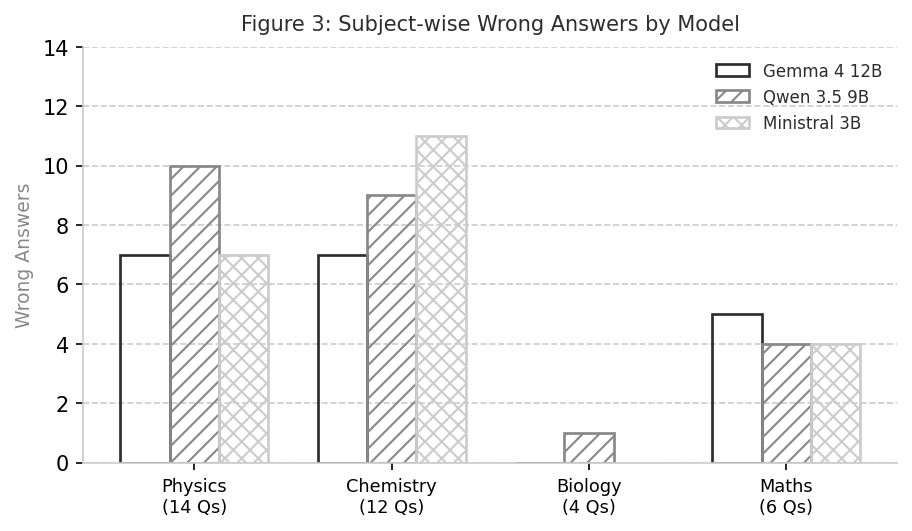 Figure 3: Subject-wise Wrong Answers by Model
Gemma 4 12B
Qwen 3.5 9B
Ministral 3B
Wrong Answers
14
12
10
8
6
4
2
0
Physics
(14 Qs)
Chemistry
(12 Qs)
Biology
(4 Qs)
Maths
(6 Qs)